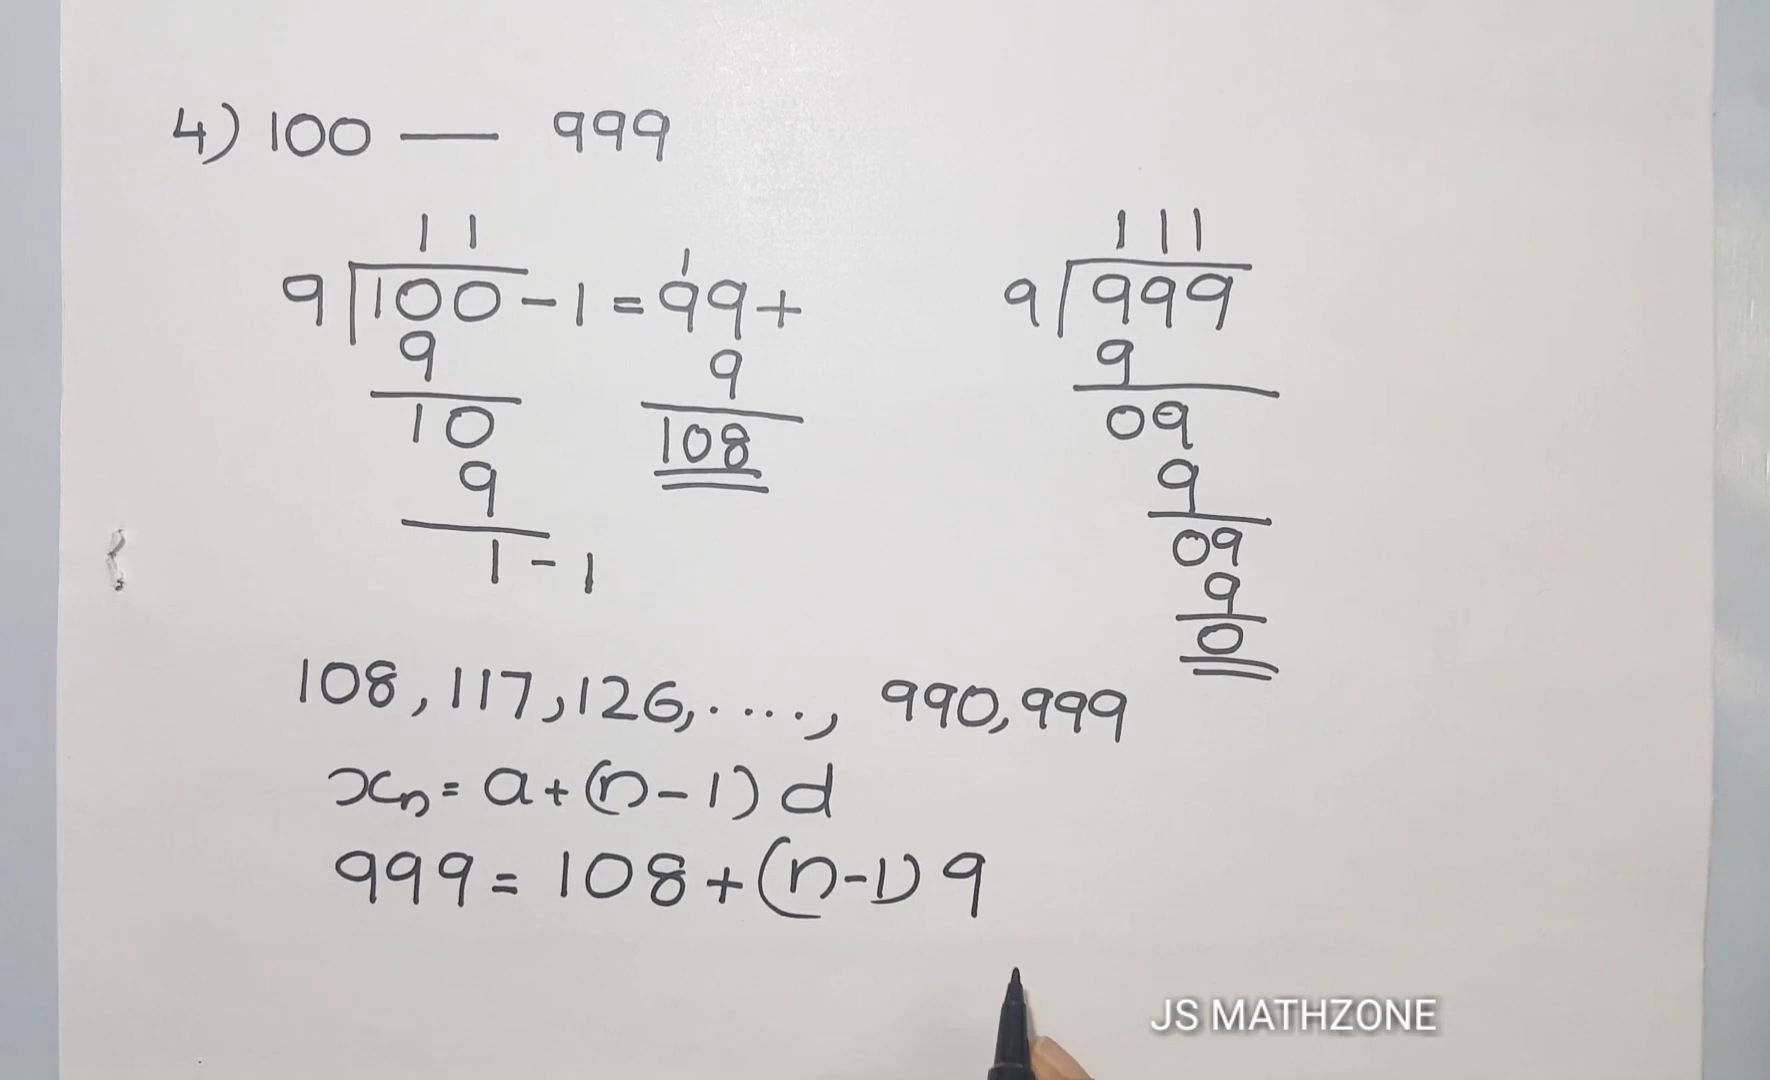 4) 100 — 999
11
9 100 - 1 = 99 +
1
9
9
10
108
9
1 - 1
111
9 999
9
09
9
09
9
0
108, 117, 126, ...., 990, 999
xn = a + (n - 1) d
999 = 108 + (n - 1) 9
JS MATHZONE